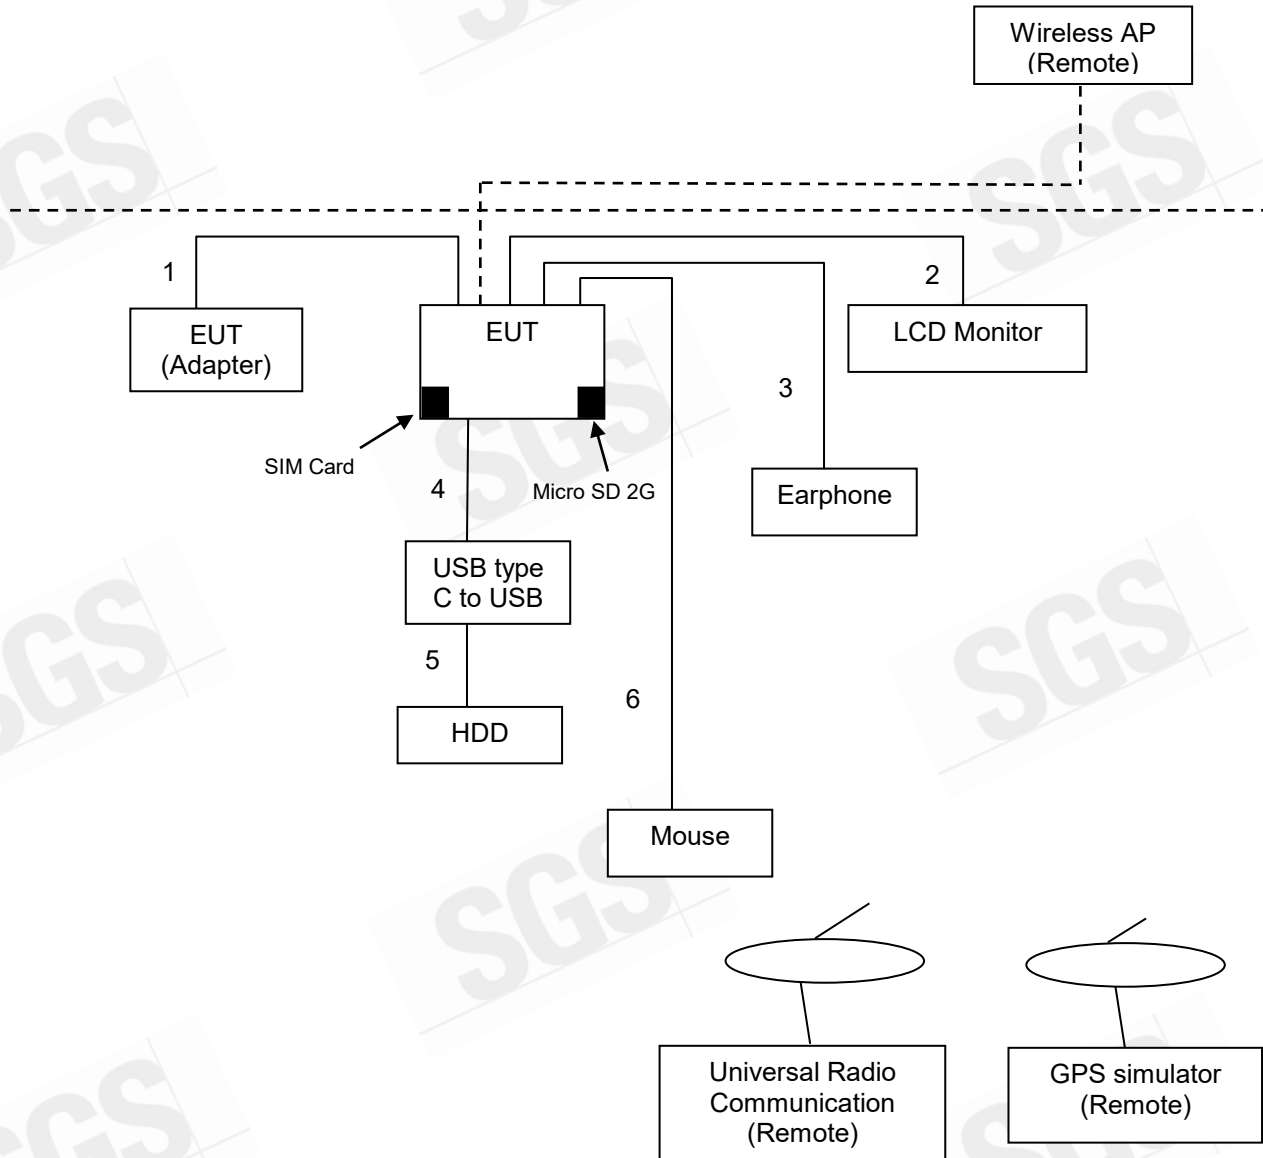 Wireless AP
(Remote)
1
2
EUT
(Adapter)
EUT
LCD Monitor
3
SIM Card
4
Micro SD 2G
Earphone
USB type
C to USB
5
6
HDD
Mouse
Universal Radio
Communication
(Remote)
GPS simulator
(Remote)
SGS
SGS
SGS
SGS
SGS
SGS
SGS
SGS